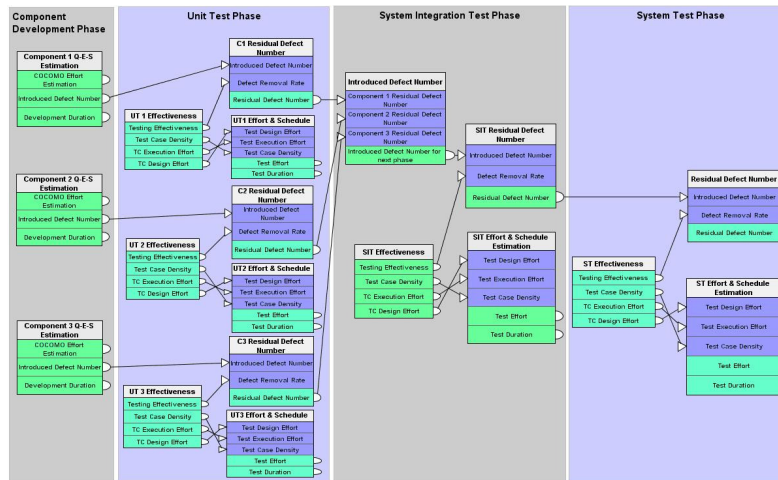 Component
Development Phase
Component 1 Q-E-S
Estimation
COCOMO Effort
Estimation
Introduced Defect Number
Development Duration
Component 2 Q-E-S
Estimation
COCOMO Effort
Estimation
Introduced Defect Number
Development Duration
Component 3 Q-E-S
Estimation
COCOMO Effort
Estimation
Introduced Defect Number
Development Duration
Unit Test Phase
C1 Residual Defect
Number
Introduced Defect Number
Defect Removal Rate
Residual Defect Number
UT 1 Effectiveness
Testing Effectiveness
Test Case Density
TC Execution Effort
TC Design Effort
UT1 Effort & Schedule
Test Design Effort
Test Execution Effort
Test Case Density
Test Effort
Test Duration
C2 Residual Defect
Number
Introduced Defect
Number
Defect Removal Rate
Residual Defect Number
UT 2 Effectiveness
Testing Effectiveness
Test Case Density
TC Execution Effort
TC Design Effort
UT2 Effort & Schedule
Test Design Effort
Test Execution Effort
Test Case Density
Test Effort
Test Duration
C3 Residual Defect
Number
Introduced Defect Number
Defect Removal Rate
Residual Defect Number
UT 3 Effectiveness
Testing Effectiveness
Test Case Density
TC Execution Effort
TC Design Effort
UT3 Effort & Schedule
Test Design Effort
Test Execution Effort
Test Case Density
Test Effort
Test Duration
System Integration Test Phase
Introduced Defect Number
Component 1 Residual Defect
Number
Component 2 Residual Defect
Number
Component 3 Residual Defect
Number
Introduced Defect Number for
next phase
SIT Residual Defect
Number
Introduced Defect Number
Defect Removal Rate
Residual Defect Number
SIT Effectiveness
Testing Effectiveness
Test Case Density
TC Execution Effort
TC Design Effort
SIT Effort & Schedule
Estimation
Test Design Effort
Test Execution Effort
Test Case Density
Test Effort
Test Duration
System Test Phase
Residual Defect Number
Introduced Defect Number
Defect Removal Rate
Residual Defect Number
ST Effectiveness
Testing Effectiveness
Test Case Density
TC Execution Effort
TC Design Effort
ST Effort & Schedule
Estimation
Test Design Effort
Test Execution Effort
Test Case Density
Test Effort
Test Duration